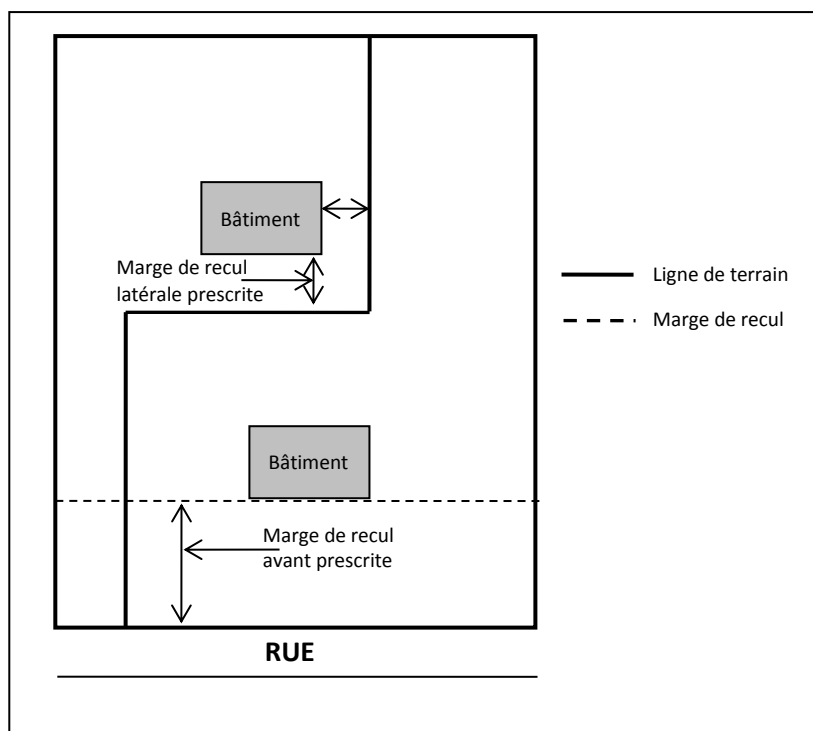 Bâtiment
Marge de recul
latérale prescrite
Ligne de terrain
Marge de recul
Bâtiment
Marge de recul
avant prescrite
RUE